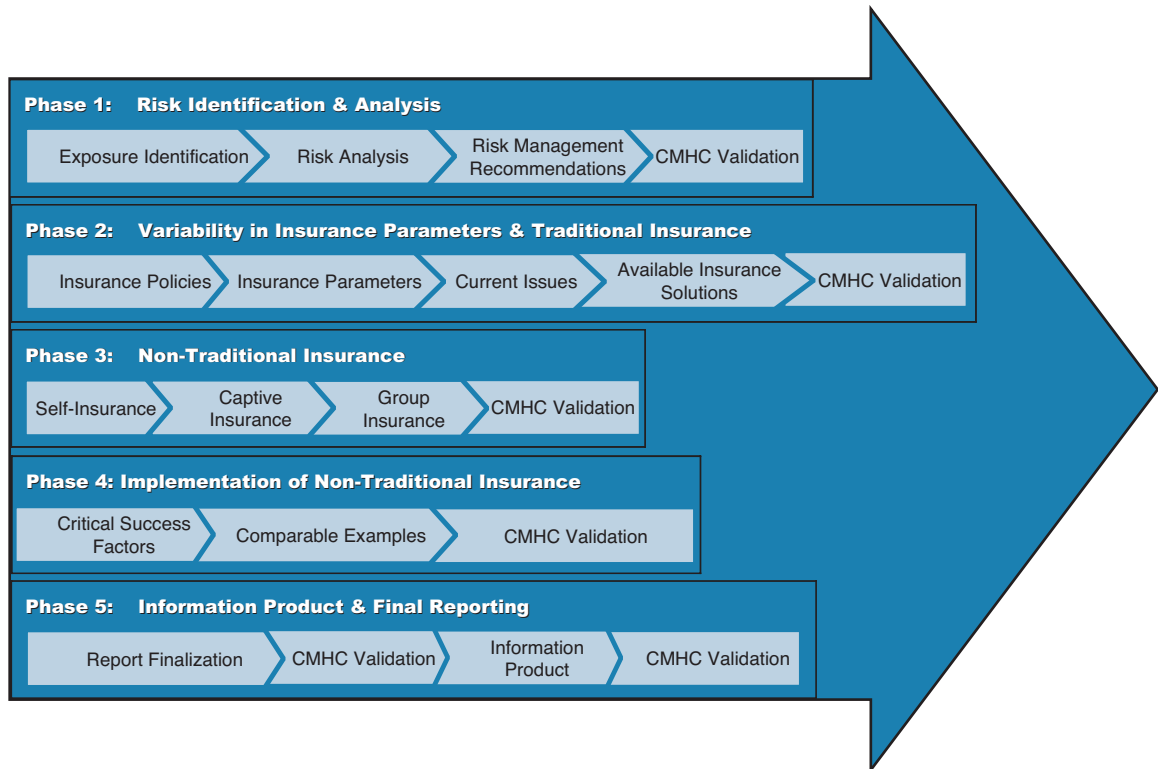 Phase 1: Risk Identification & Analysis
Exposure Identification
Risk Analysis
Risk Management
Recommendations
CMHC Validation
Phase 2: Variability in Insurance Parameters & Traditional Insurance
Insurance Policies
Insurance Parameters
Current Issues
Available Insurance
Solutions
CMHC Validation
Phase 3: Non-Traditional Insurance
Self-Insurance
Captive
Insurance
Group
Insurance
CMHC Validation
Phase 4: Implementation of Non-Traditional Insurance
Critical Success
Factors
Comparable Examples
CMHC Validation
Phase 5: Information Product & Final Reporting
Report Finalization
CMHC Validation
Information
Product
CMHC Validation